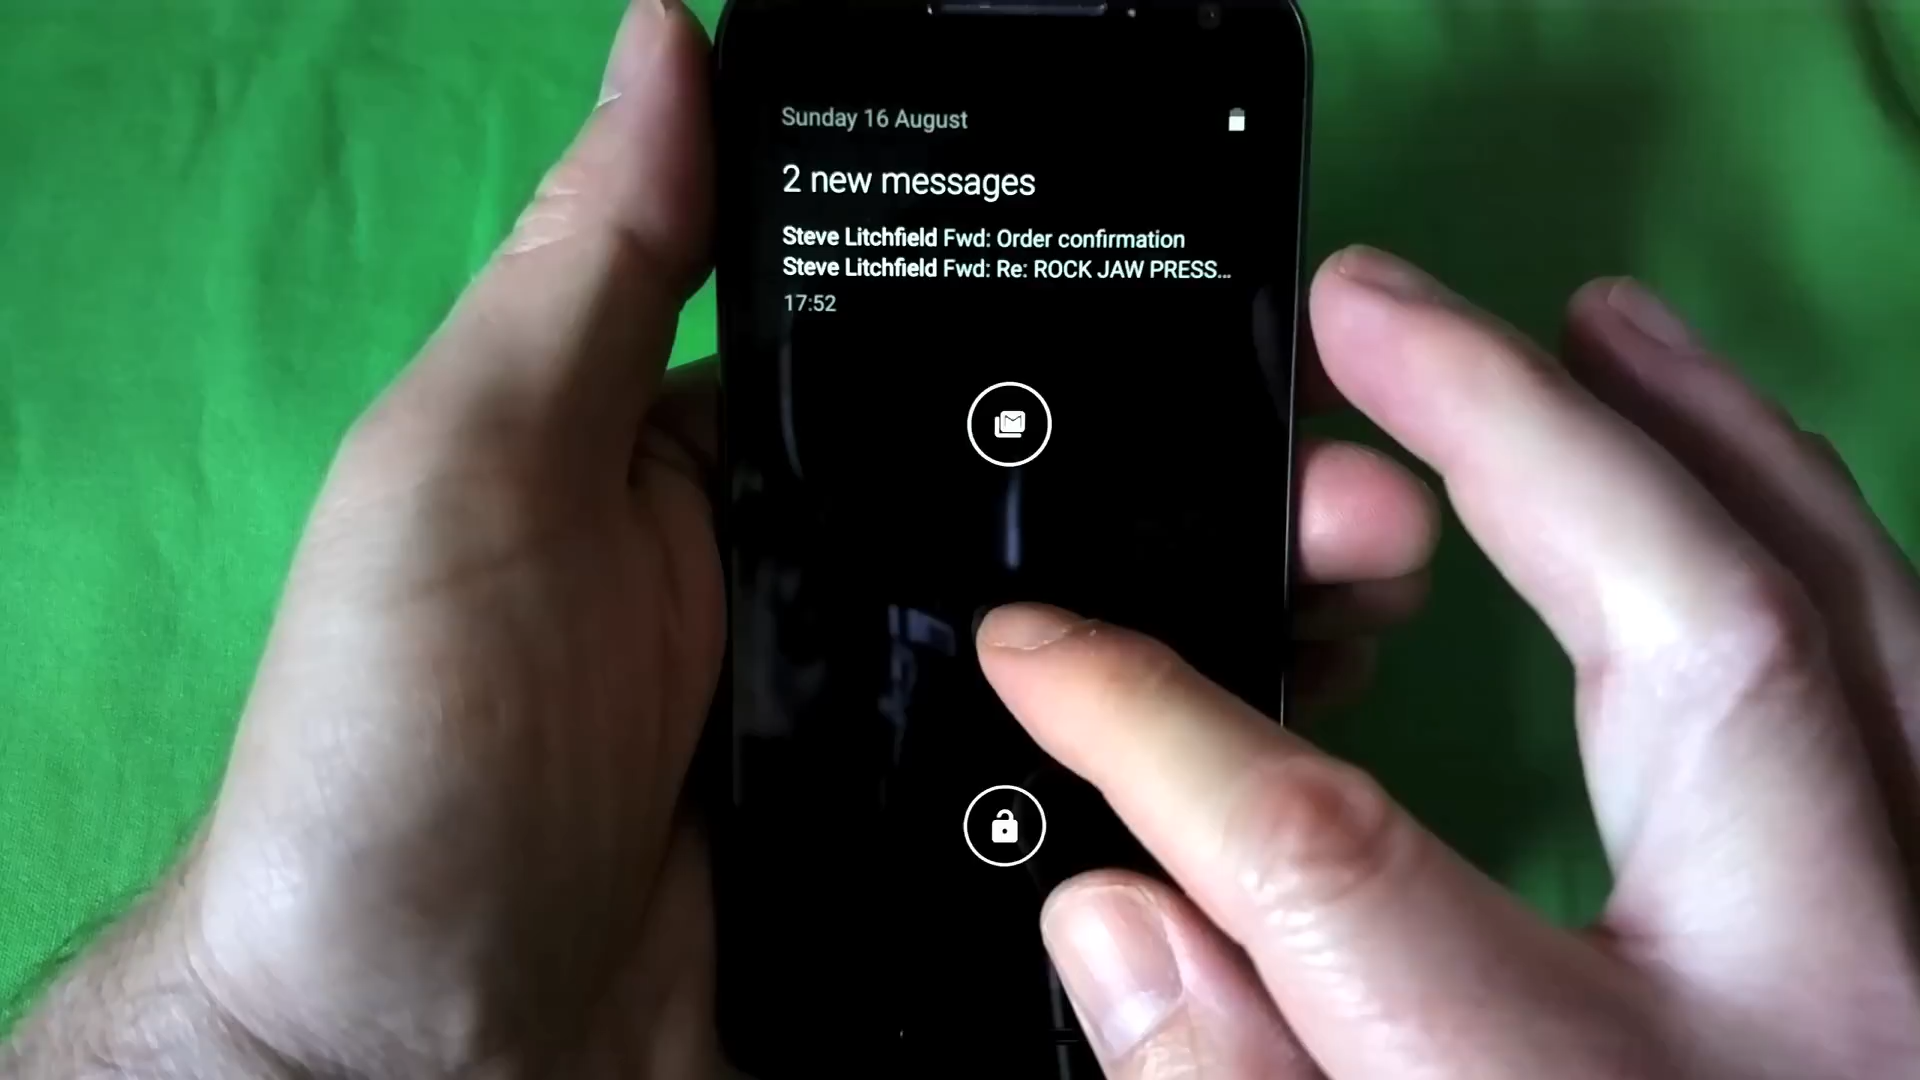 Sunday 16 August
2 new messages
Steve Litchfield Fwd: Order confirmation
Steve Litchfield Fwd: Re: ROCK JAW PRESS...
17:52